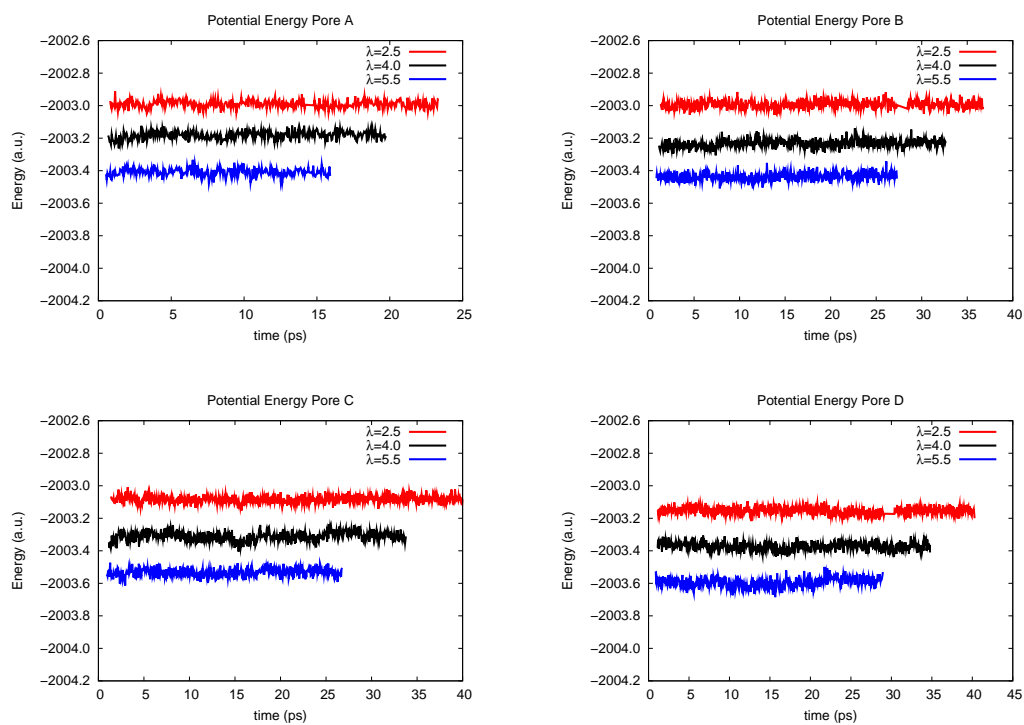 Potential Energy Pore A
λ=2.5
λ=4.0
λ=5.5
Energy (a.u.)
−2002.6
−2002.8
−2003.0
−2003.2
−2003.4
−2003.6
−2003.8
−2004.0
−2004.2
0 5 10 15 20 25
time (ps)
Potential Energy Pore B
λ=2.5
λ=4.0
λ=5.5
Energy (a.u.)
−2002.6
−2002.8
−2003.0
−2003.2
−2003.4
−2003.6
−2003.8
−2004.0
−2004.2
0 5 10 15 20 25 30 35 40
time (ps)
Potential Energy Pore C
λ=2.5
λ=4.0
λ=5.5
Energy (a.u.)
−2002.6
−2002.8
−2003.0
−2003.2
−2003.4
−2003.6
−2003.8
−2004.0
−2004.2
0 5 10 15 20 25 30 35 40
time (ps)
Potential Energy Pore D
λ=2.5
λ=4.0
λ=5.5
Energy (a.u.)
−2002.6
−2002.8
−2003.0
−2003.2
−2003.4
−2003.6
−2003.8
−2004.0
−2004.2
0 5 10 15 20 25 30 35 40 45
time (ps)